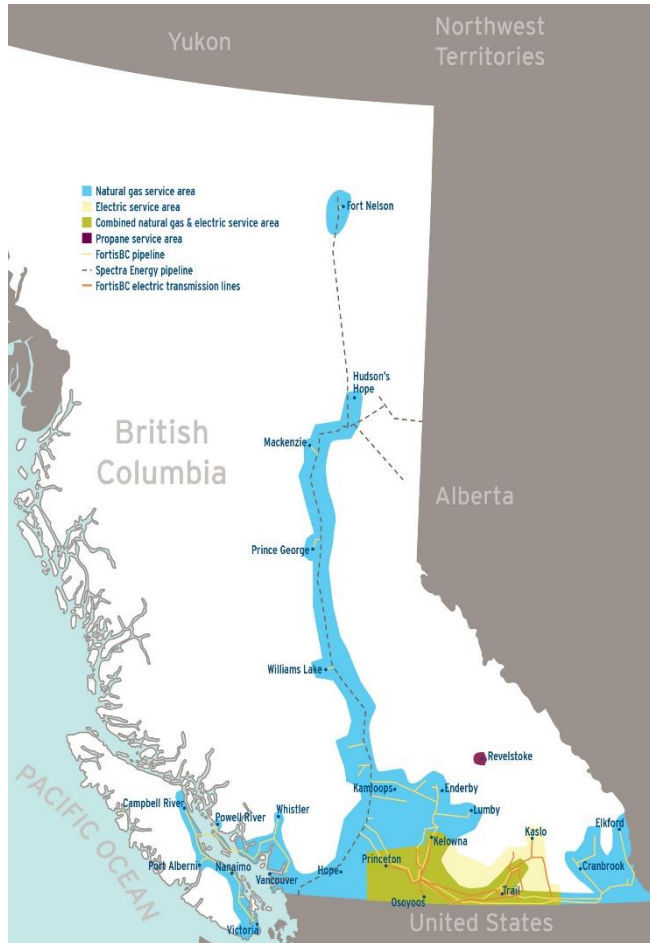 Yukon
Northwest
Territories
Natural gas service area
Electric service area
Combined natural gas & electric service area
Propane service area
FortisBC pipeline
Spectra Energy pipeline
FortisBC electric transmission lines
Fort Nelson
Hudson's
Hope
British
Columbia
Mackenzie
Alberta
Prince George
Williams Lake
Revelstoke
PACIFIC OCEAN
Kamloops
Enderby
Campbell River
Powell River
Whistler
Lumby
Elkford
Kelowna
Kaslo
Port Alberni
Nanaimo
Vancouver
Hope
Princeton
Cranbrook
Trail
Osoyoos
Victoria
United States